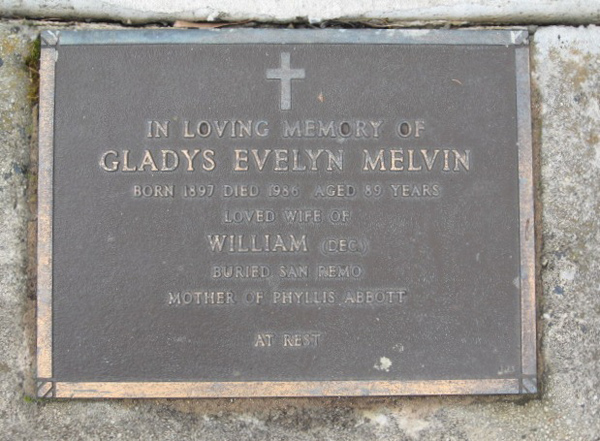 IN LOVING MEMORY OF
GLADYS EVELYN MELVIN
BORN 1897 DIED 1986 AGED 89 YEARS
LOVED WIFE OF
WILLIAM (DEC)
BURIED SAN REMO
MOTHER OF PHYLLIS ABBOTT
AT REST